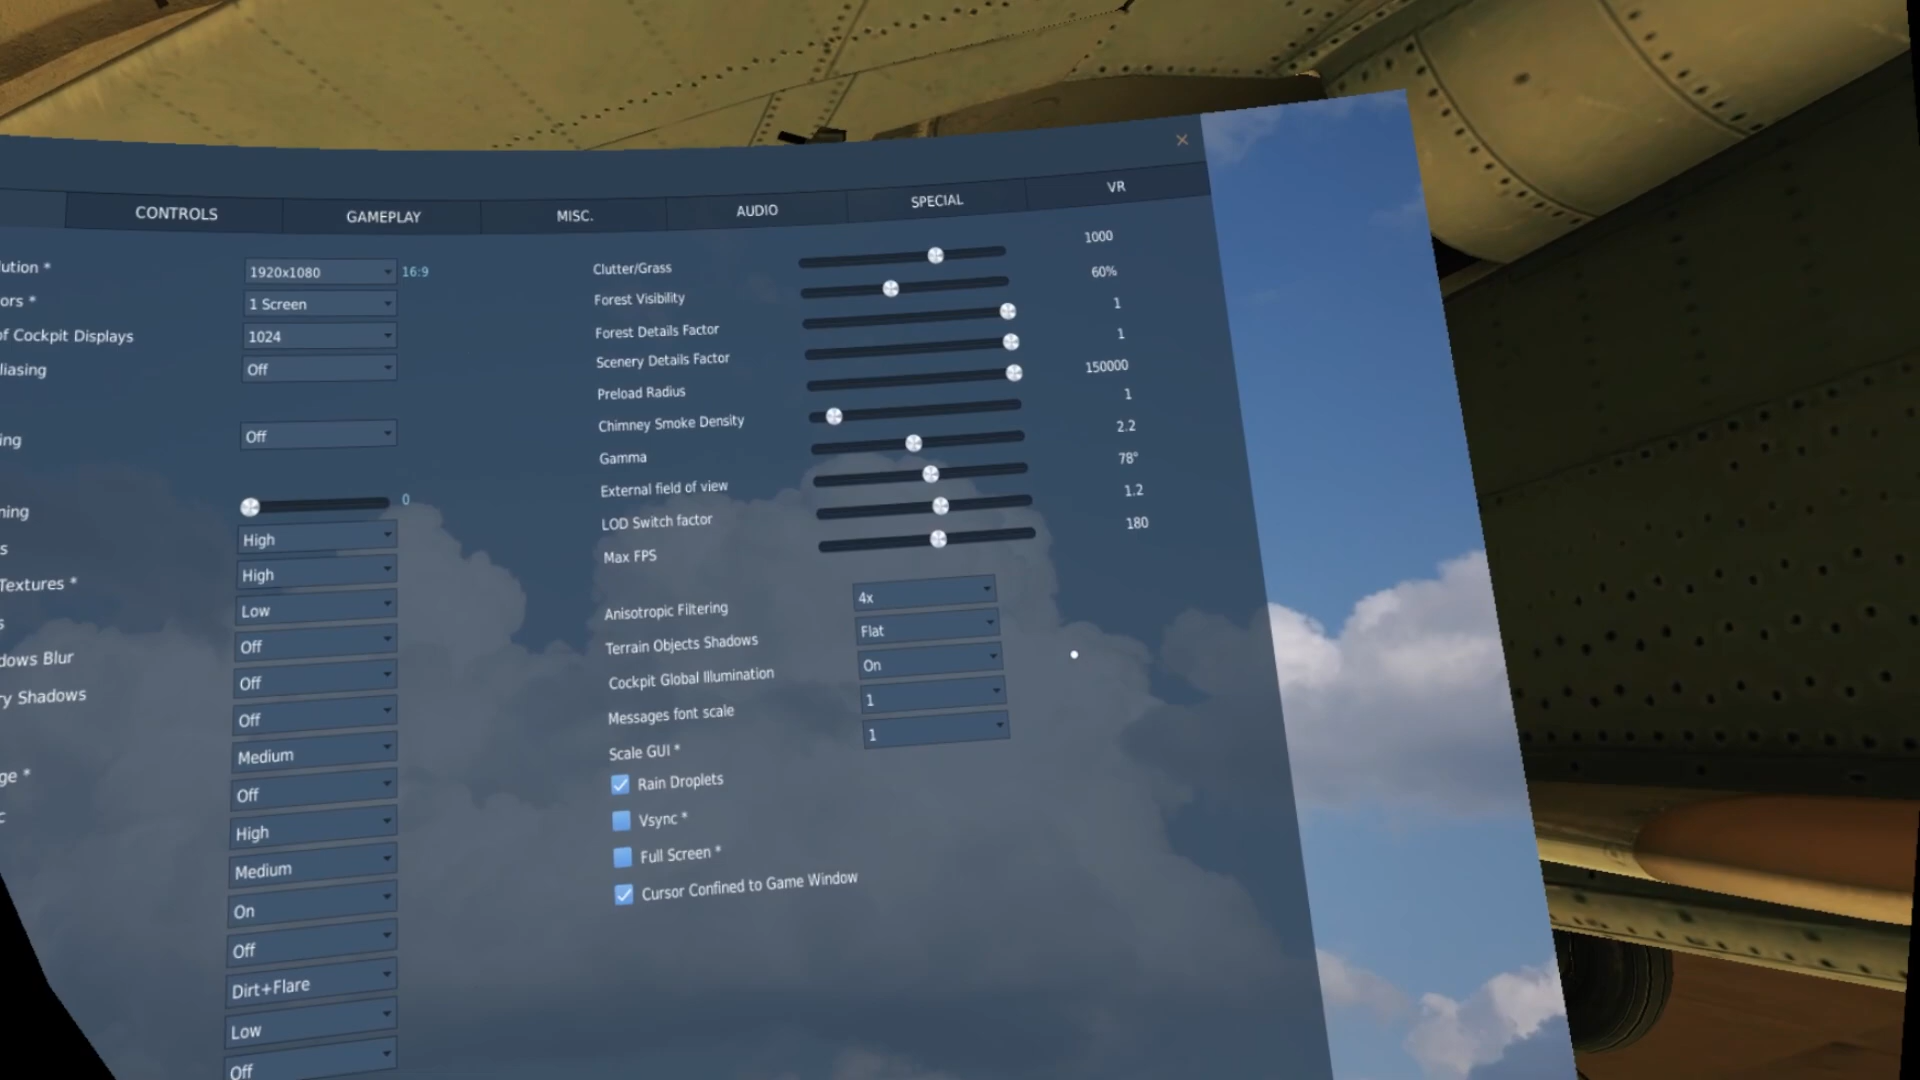 CONTROLS
GAMEPLAY
MISC.
AUDIO
SPECIAL
VR
lution *
1920x1080
16:9
ors *
1 Screen
of Cockpit Displays
1024
liasing
Off
ing
Off
ning
0
s
High
Textures *
High
s
Low
dows Blur
Off
ry Shadows
Off
Off
ge *
Medium
Off
High
Medium
On
Off
Dirt+Flare
Low
Off
Clutter/Grass
1000
Forest Visibility
60%
Forest Details Factor
1
Scenery Details Factor
1
Preload Radius
150000
Chimney Smoke Density
1
Gamma
2.2
External field of view
78°
LOD Switch factor
1.2
Max FPS
180
Anisotropic Filtering
4x
Terrain Objects Shadows
Flat
Cockpit Global Illumination
On
Messages font scale
1
Scale GUI *
1
Rain Droplets
Vsync *
Full Screen *
Cursor Confined to Game Window